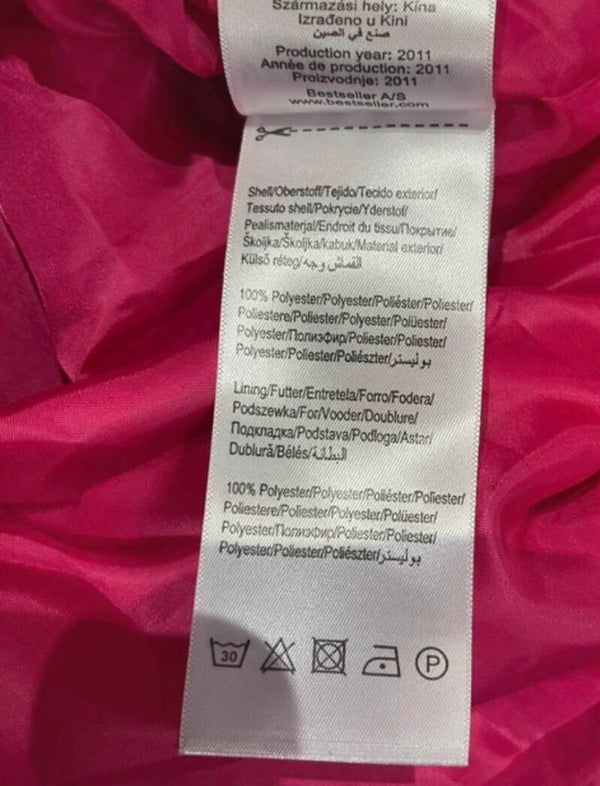 Származási hely: Kína
Izrađeno u Kini
صنع في الصين
Production year: 2011
Année de production: 2011
Proizvodnje: 2011
Bestseller A/S
www.bestseller.com
Shell/Oberstoff/Tejido/Tecido exterior/
Tessuto shell/Pokrycie/Yderstof/
Pealismaterjal/Endroit du tissu/Покрытие/
Školjka/Školjka/kabuk/Material exterior/
Külső réteg/القماش وجه
100% Polyester/Polyester/Poliéster/Poliester/
Poliestere/Poliester/Polyester/Polüester/
Polyester/Полиэфир/Poliester/Poliester/
Polyester/Poliester/Poliészter/بوليستر
Lining/Futter/Entretela/Forro/Fodera/
Podszewka/For/Vooder/Doublure/
Подкладка/Podstava/Podloga/Astar/
Dublură/Bélés/البطانة
100% Polyester/Polyester/Poliéster/Poliester/
Poliestere/Poliester/Polyester/Polüester/
Polyester/Полиэфир/Poliester/Poliester/
Polyester/Poliester/Poliészter/بوليستر
30 P